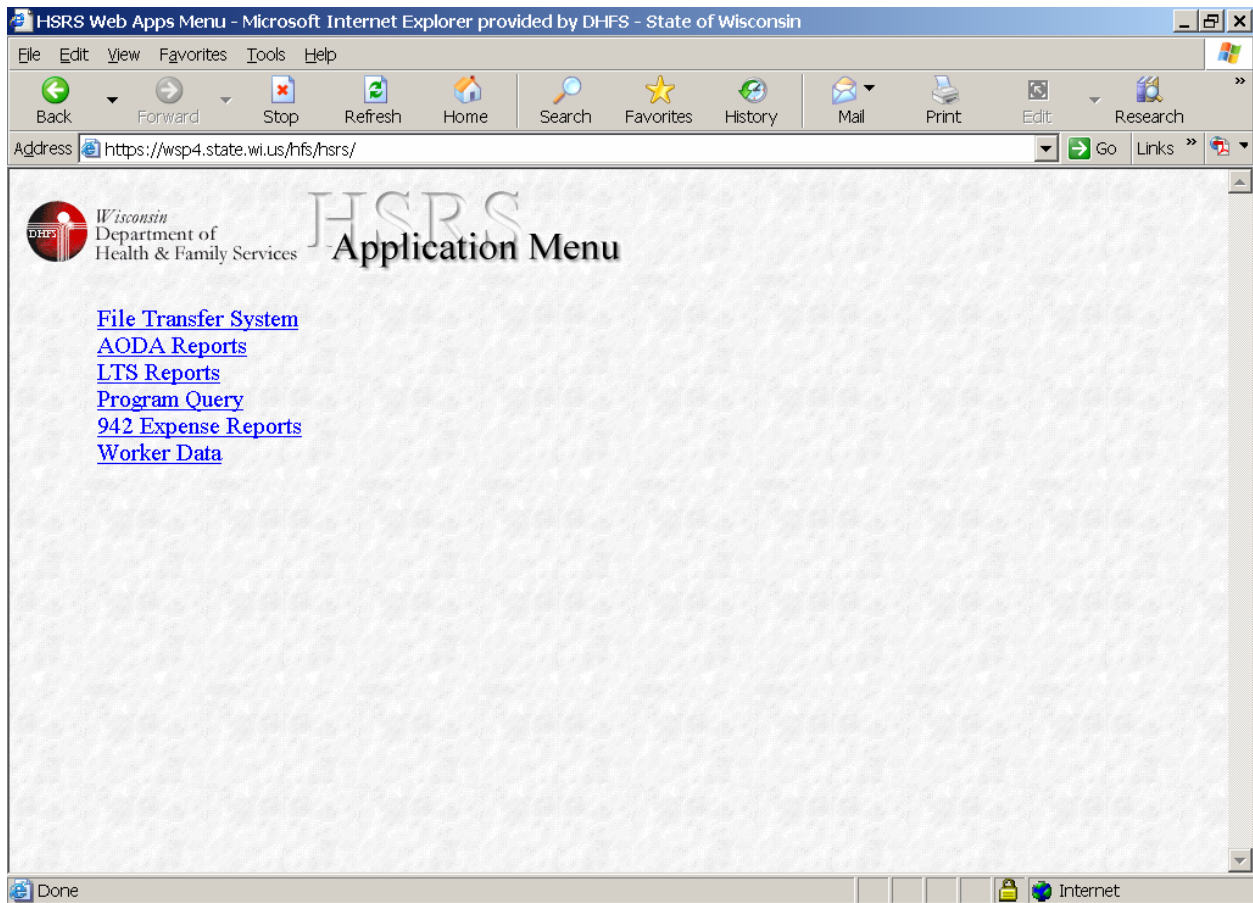 HSRS Web Apps Menu - Microsoft Internet Explorer provided by DHFS - State of Wisconsin
File Edit View Favorites Tools Help
Back Forward Stop Refresh Home Search Favorites History Mail Print Edit Research »
Address https://wsp4.state.wi.us/hfs/hsrs/ Go Links »
HSRS
DHFS Wisconsin
Department of
Health & Family Services
Application Menu
File Transfer System
AODA Reports
LTS Reports
Program Query
942 Expense Reports
Worker Data
Done Internet